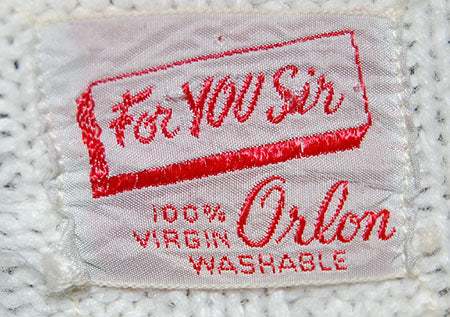 For YOU Sir
100% VIRGIN Orlon
WASHABLE